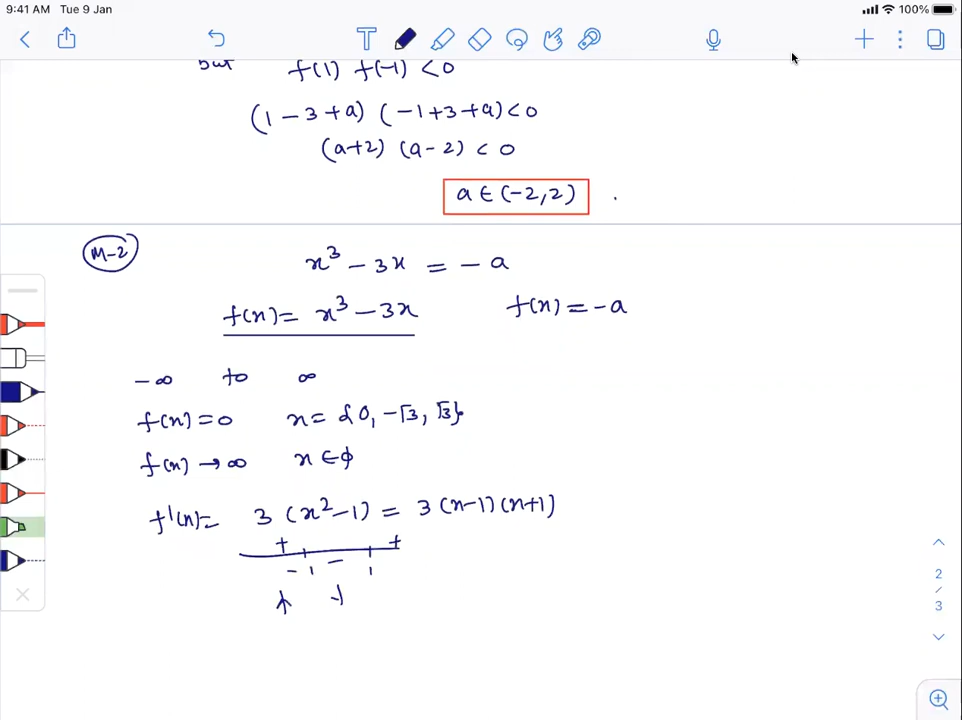 9:41 AM Tue 9 Jan 100%
but f(1) f(-1) < 0
(1 - 3 + a) (-1 + 3 + a) < 0
(a+2) (a-2) < 0
a ∈ (-2, 2) .
M-2
x³ - 3x = - a
f(x) = x³ - 3x f(x) = -a
-∞ to ∞
f(x) = 0 x = {0, -√3, √3}
f(x) → ∞ x ∈ ϕ
f'(x) = 3 (x² - 1) = 3 (x-1) (x+1)
+ - +
-1 1
↑ ↓
2
/
3